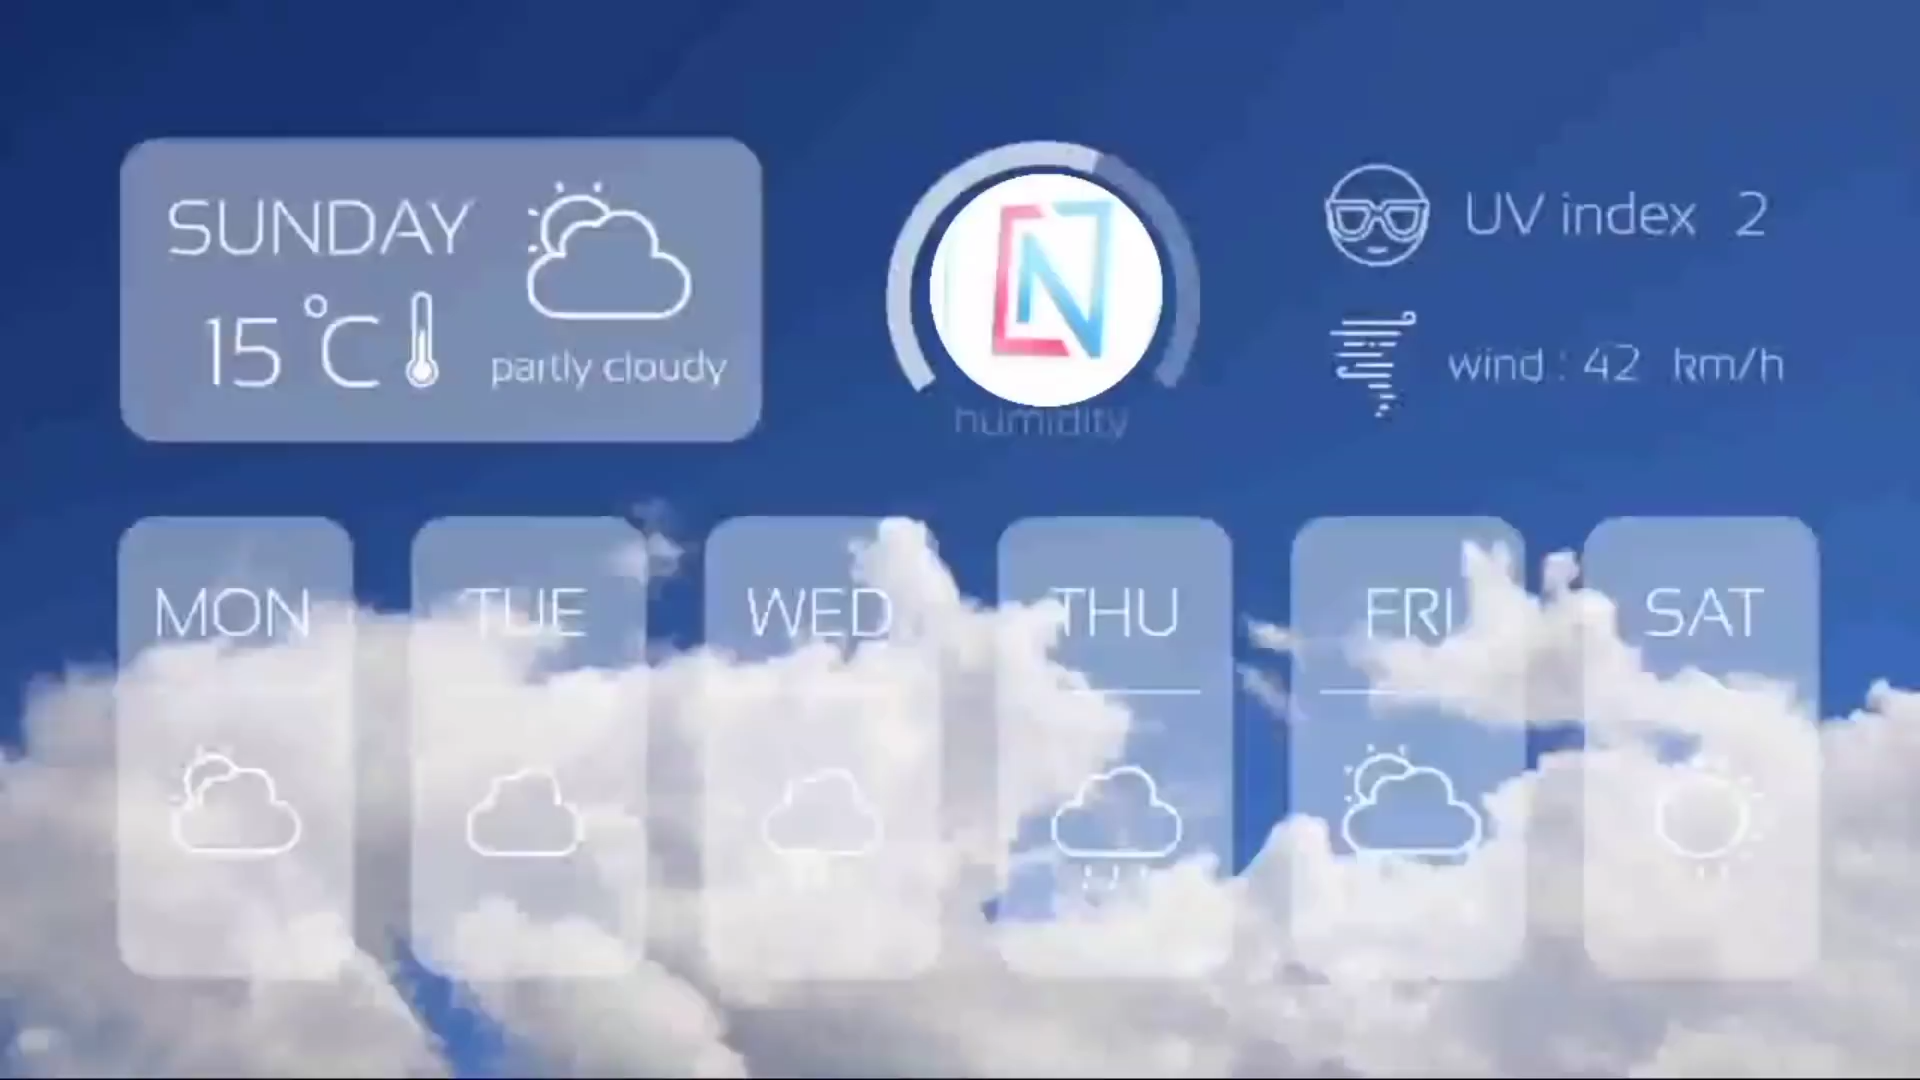 SUNDAY
15 °C
partly cloudy
N
humidity
UV index 2
wind : 42 km/h
MON
TUE
WED
THU
FRI
SAT